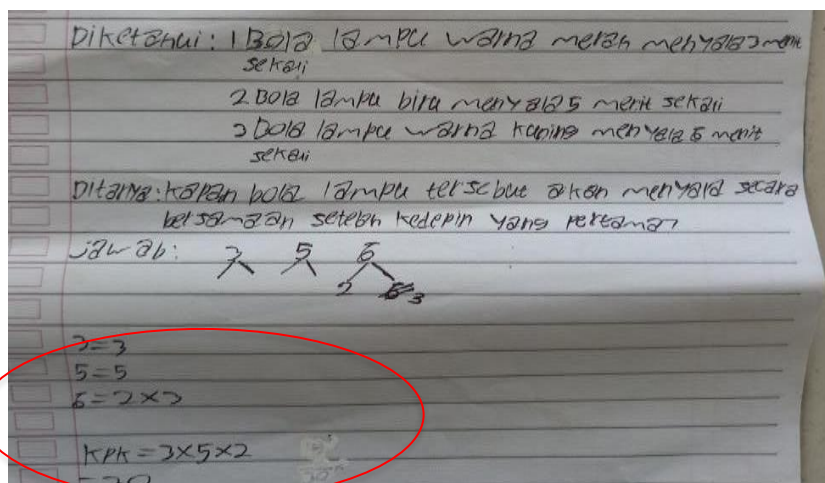 Diketahui: 1 Bola lampu warna merah menyala 3 menit
sekali
2 Bola lampu biru menyala 5 menit sekali
3 Bola lampu warna kuning menyala 6 menit
sekali
Ditanya: kapan bola lampu tersebut akan menyala secara
bersamaan setelah kedepin yang pertama?
Jawab: 3 5 6
2 3
3=3
5=5
6=2×3
KPK = 3×5×2
=30